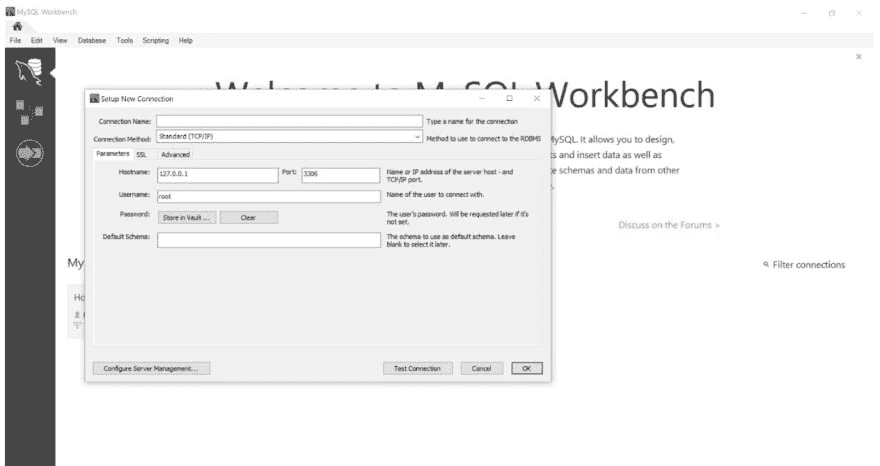 MySQL Workbench
File Edit View Database Tools Scripting Help
Welcome to MySQL Workbench
Setup New Connection
Connection Name: Type a name for the connection
Connection Method: Standard (TCP/IP) Method to use to connect to the RDBMS
MySQL. It allows you to design,
Parameters SSL Advanced
s and insert data as well as
Hostname: 127.0.0.1 Port: 3306 Name or IP address of the server host - and
TCP/IP port.
e schemas and data from other
Username: root Name of the user to connect with.
Password: Store in Vault ... Clear The user's password. Will be requested later if it's
not set.
Discuss on the Forums >
Default Schema: The schema to use as default schema. Leave
blank to select it later.
My
Filter connections
Ho
Configure Server Management... Test Connection Cancel OK